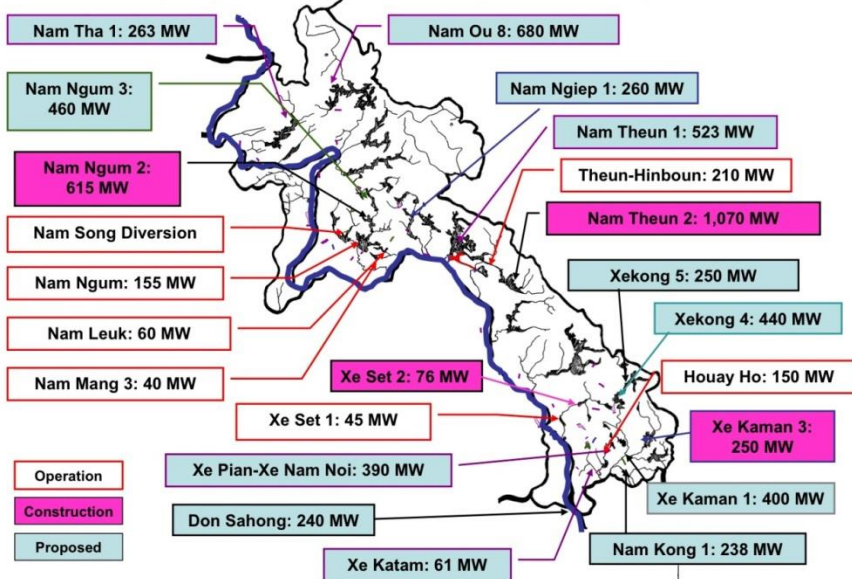 Nam Tha 1: 263 MW
Nam Ou 8: 680 MW
Nam Ngum 3:
460 MW
Nam Ngiep 1: 260 MW
Nam Theun 1: 523 MW
Nam Ngum 2:
615 MW
Theun-Hinboun: 210 MW
Nam Theun 2: 1,070 MW
Nam Song Diversion
Nam Ngum: 155 MW
Xekong 5: 250 MW
Nam Leuk: 60 MW
Xekong 4: 440 MW
Nam Mang 3: 40 MW
Xe Set 2: 76 MW
Houay Ho: 150 MW
Xe Set 1: 45 MW
Xe Kaman 3:
250 MW
Operation
Xe Pian-Xe Nam Noi: 390 MW
Construction
Xe Kaman 1: 400 MW
Don Sahong: 240 MW
Proposed
Nam Kong 1: 238 MW
Xe Katam: 61 MW